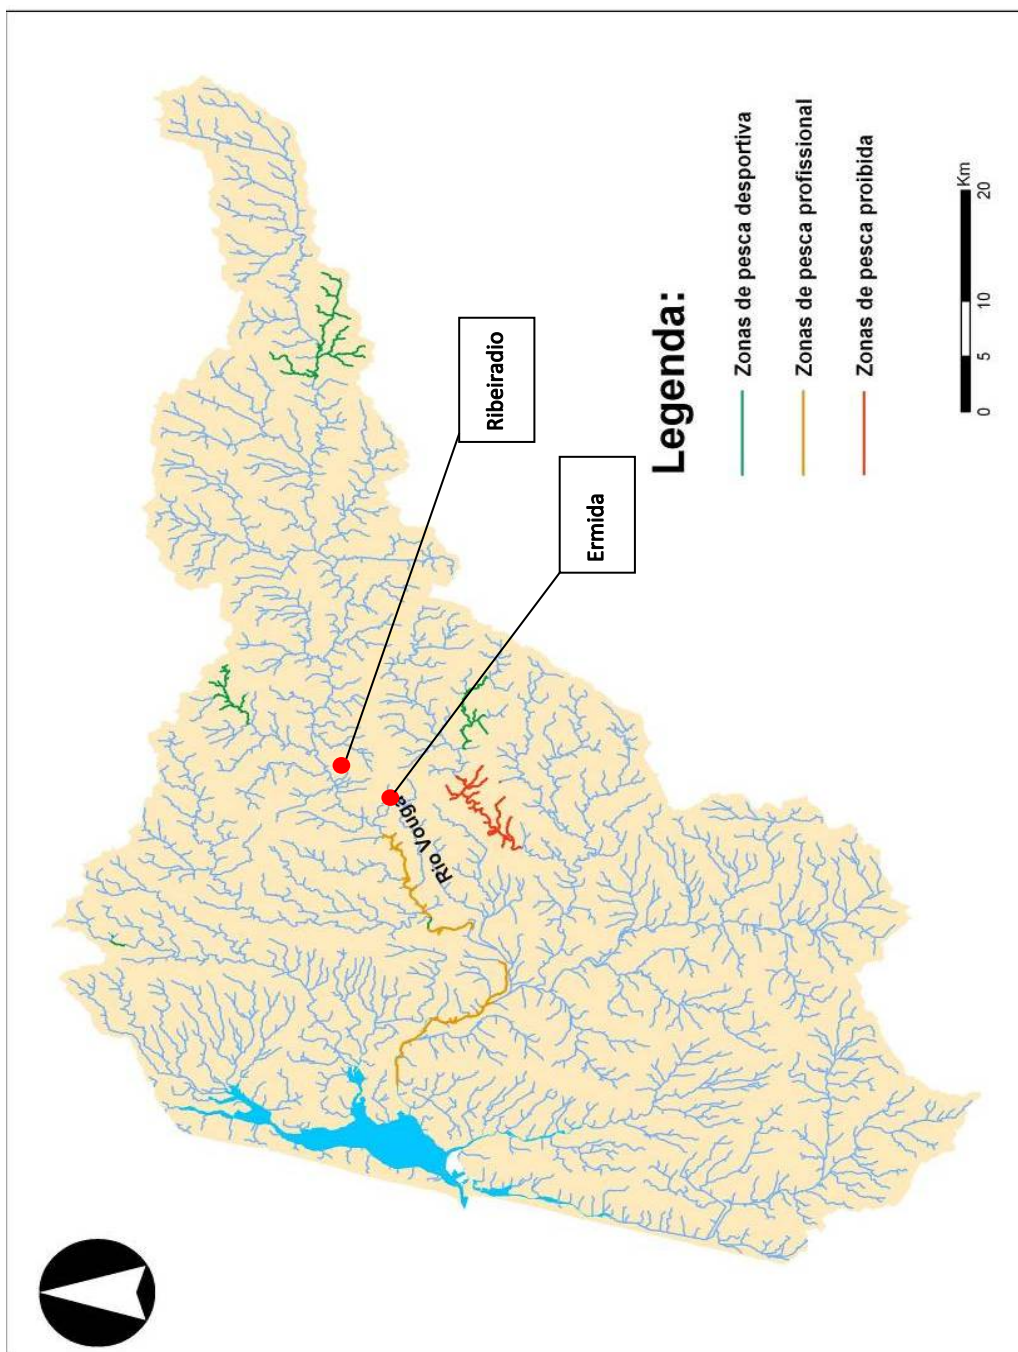 Rio Vouga
Ribeiradio
Ermida
Legenda:
Zonas de pesca desportiva
Zonas de pesca profissional
Zonas de pesca proibida
Km
0 5 10 20